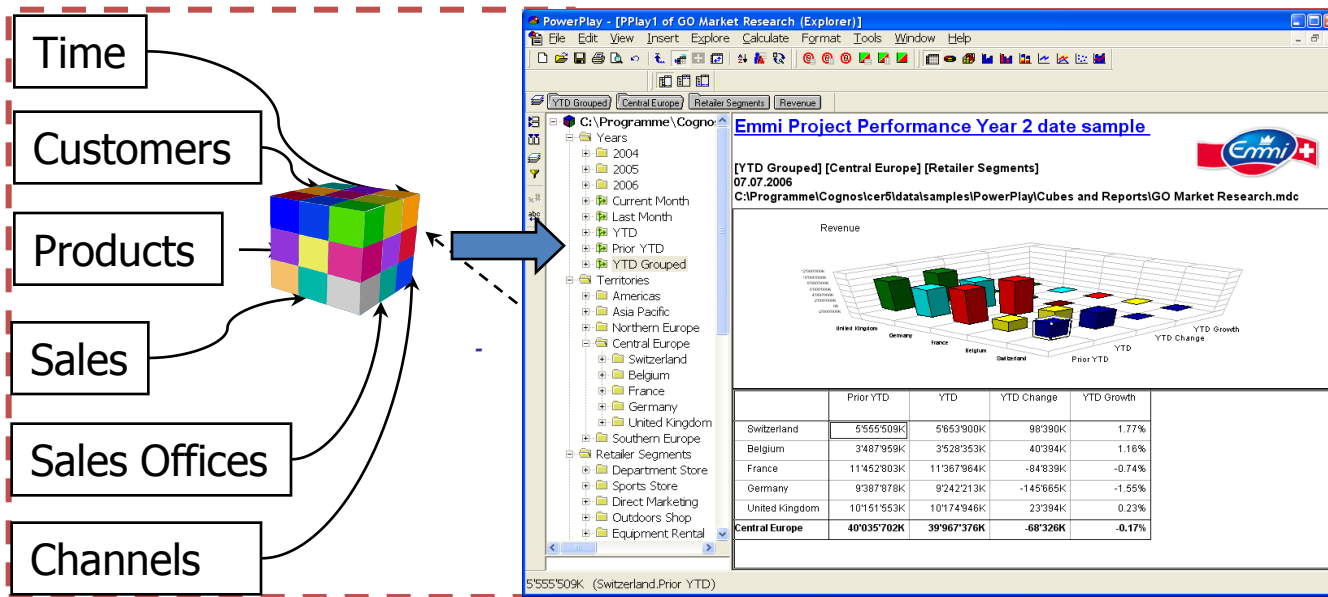 Time
Customers
Products
Sales
Sales Offices
Channels
PowerPlay - [PPlay1 of GO Market Research (Explorer)]
File Edit View Insert Explore Calculate Format Tools Window Help
YTD Grouped Central Europe Retailer Segments Revenue
C:\Programme\Cogno
Years
2004
2005
2006
Current Month
Last Month
YTD
Prior YTD
YTD Grouped
Territories
Americas
Asia Pacific
Northern Europe
Central Europe
Switzerland
Belgium
France
Germany
United Kingdom
Southern Europe
Retailer Segments
Department Store
Sports Store
Direct Marketing
Outdoors Shop
Equipment Rental
Emmi Project Performance Year 2 date sample
Emmi
[YTD Grouped] [Central Europe] [Retailer Segments]
07.07.2006
C:\Programme\Cognos\cer5\data\samples\PowerPlay\Cubes and Reports\GO Market Research.mdc
Revenue
United Kingdom
Germany
France
Belgium
Switzerland
Prior YTD
YTD
YTD Change
YTD Growth
Prior YTD YTD YTD Change YTD Growth
Switzerland 5'555'509K 5'653'900K 98'390K 1.77%
Belgium 3'487'959K 3'528'353K 40'394K 1.16%
France 11'452'803K 11'367'964K -84'839K -0.74%
Germany 9'387'878K 9'242'213K -145'665K -1.55%
United Kingdom 10'151'553K 10'174'946K 23'394K 0.23%
Central Europe 40'035'702K 39'967'376K -68'326K -0.17%
5'555'509K (Switzerland.Prior YTD)